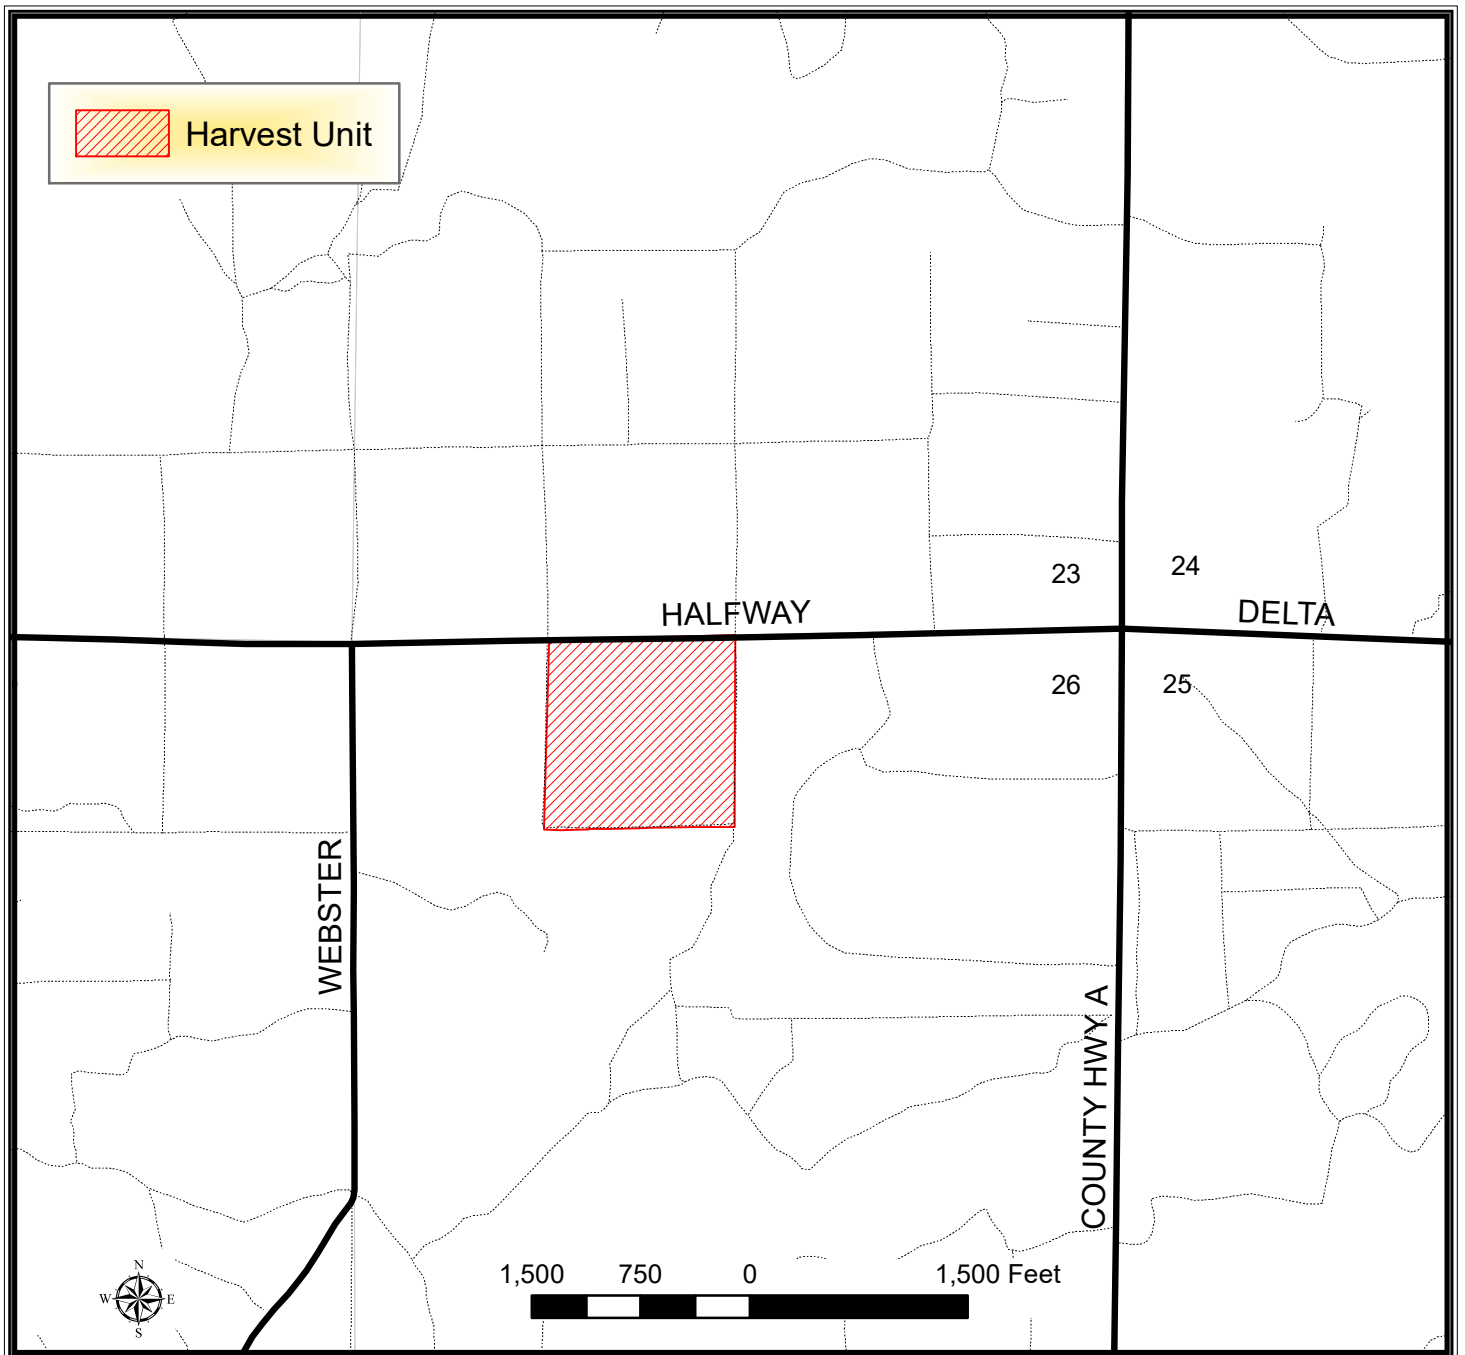 Harvest Unit
23
24
HALFWAY
DELTA
26
25
WEBSTER
COUNTY HWY A
N
W E
S
1,500 750 0 1,500 Feet